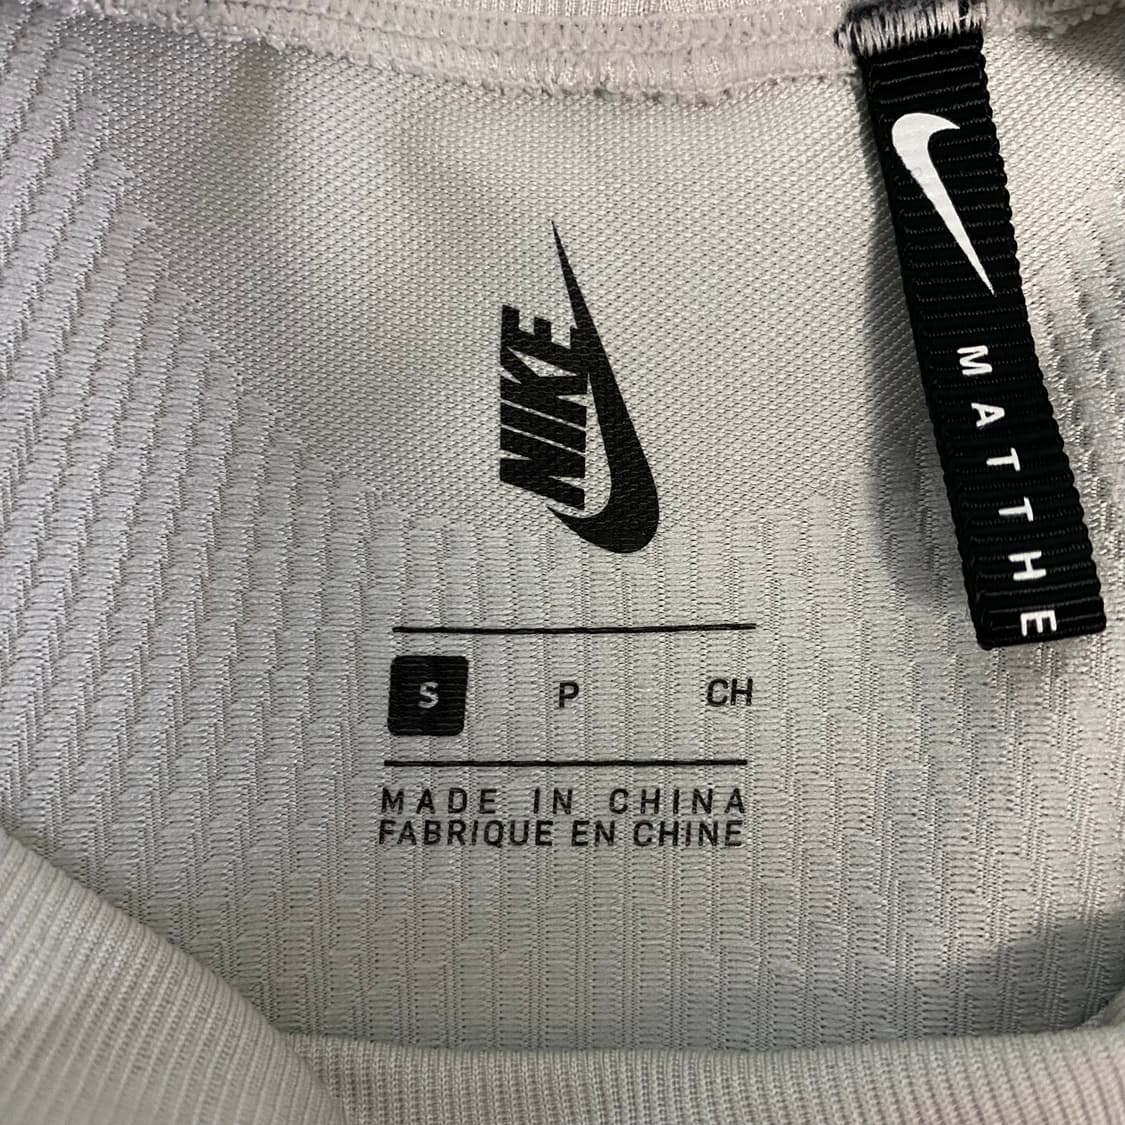 NIKE
S P CH
MADE IN CHINA
FABRIQUE EN CHINE
MATTHE